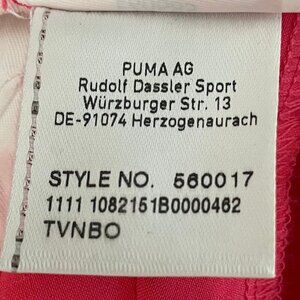 PUMA AG
Rudolf Dassler Sport
Würzburger Str. 13
DE-91074 Herzogenaurach
STYLE NO. 560017
1111 1082151B0000462
TVNBO